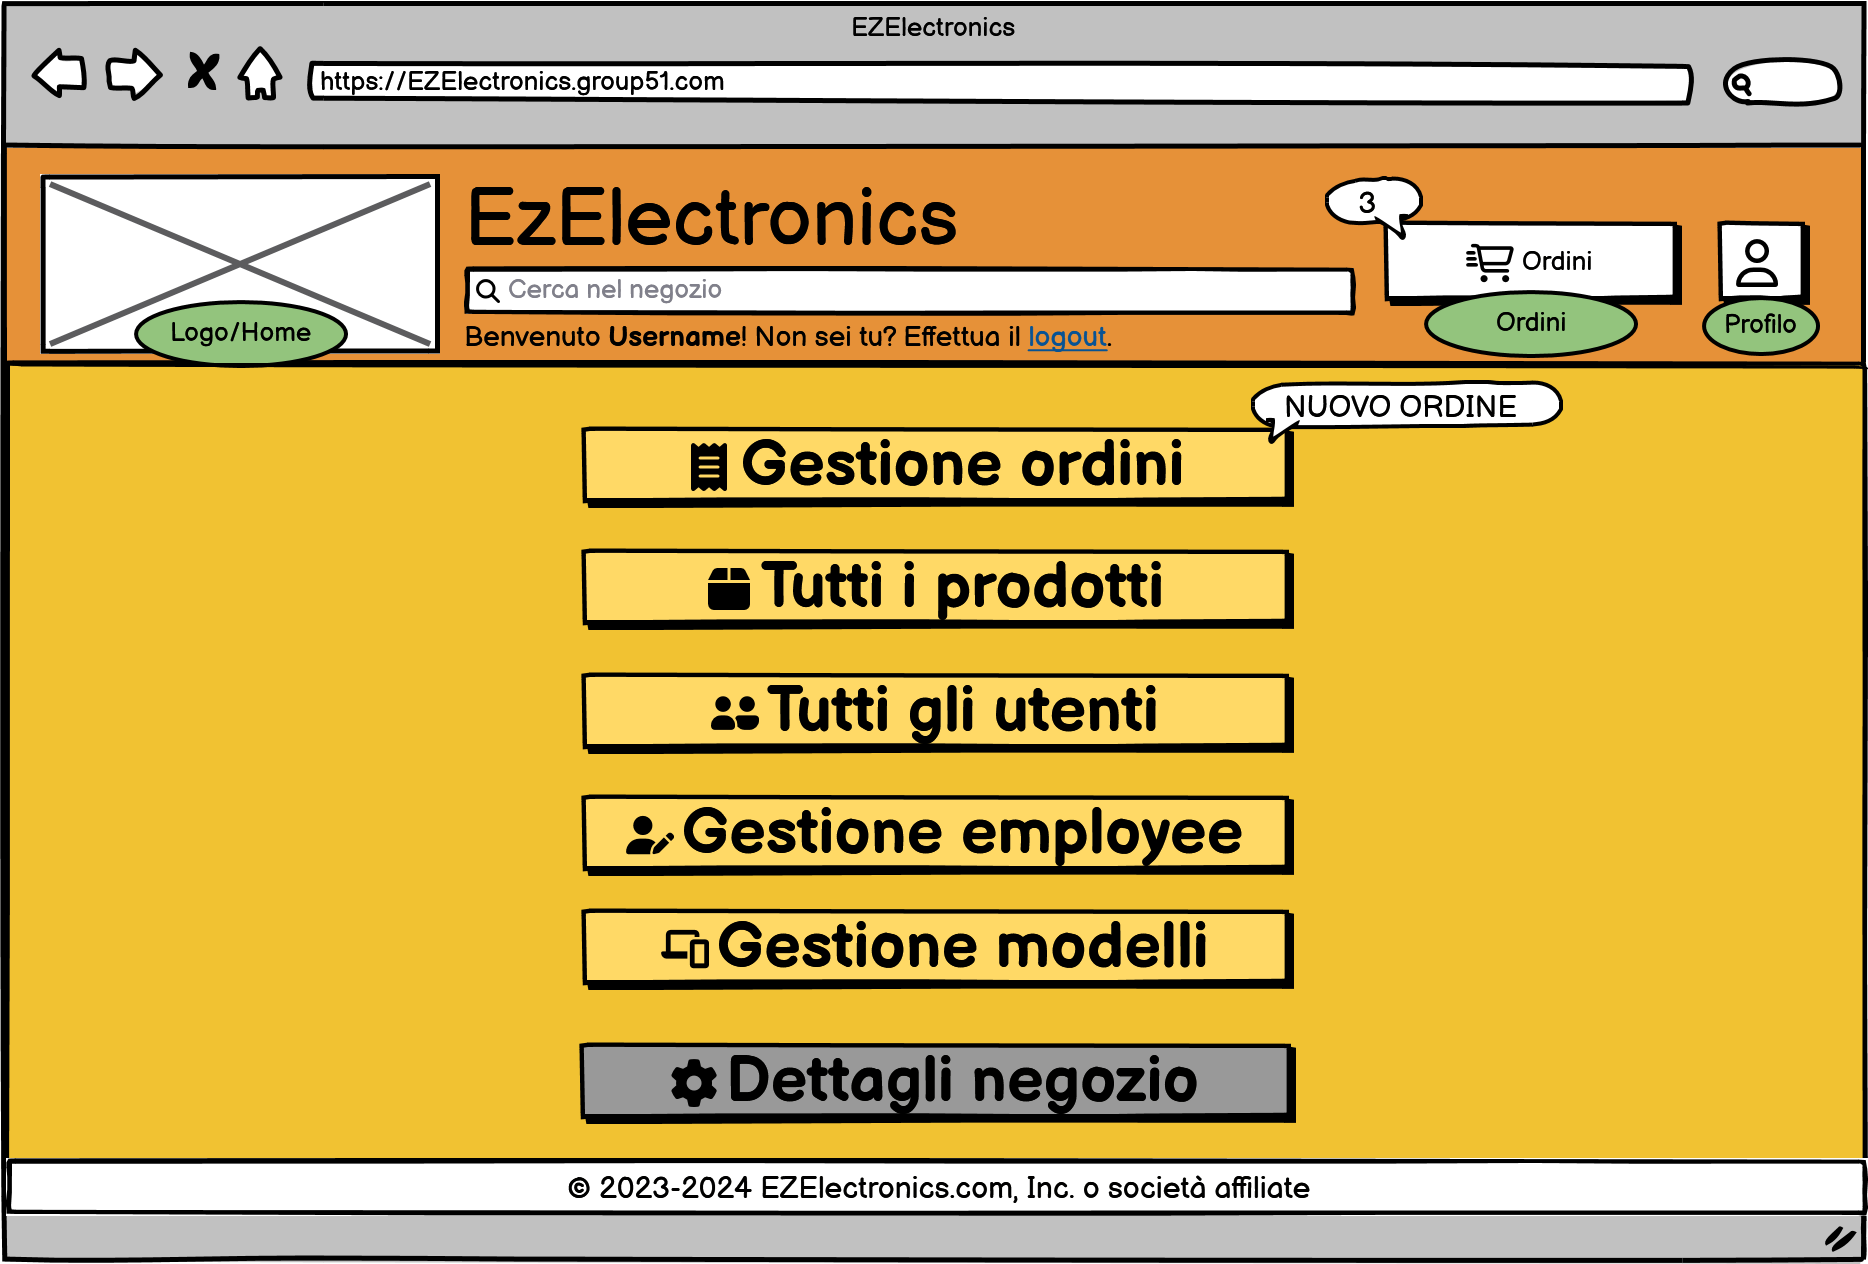 EZElectronics
https://EZElectronics.group51.com
EzElectronics
3
Ordini
Cerca nel negozio
Logo/Home
Ordini
Profilo
Benvenuto Username! Non sei tu? Effettua il logout.
NUOVO ORDINE
Gestione ordini
Tutti i prodotti
Tutti gli utenti
Gestione employee
Gestione modelli
Dettagli negozio
© 2023-2024 EZElectronics.com, Inc. o società affiliate